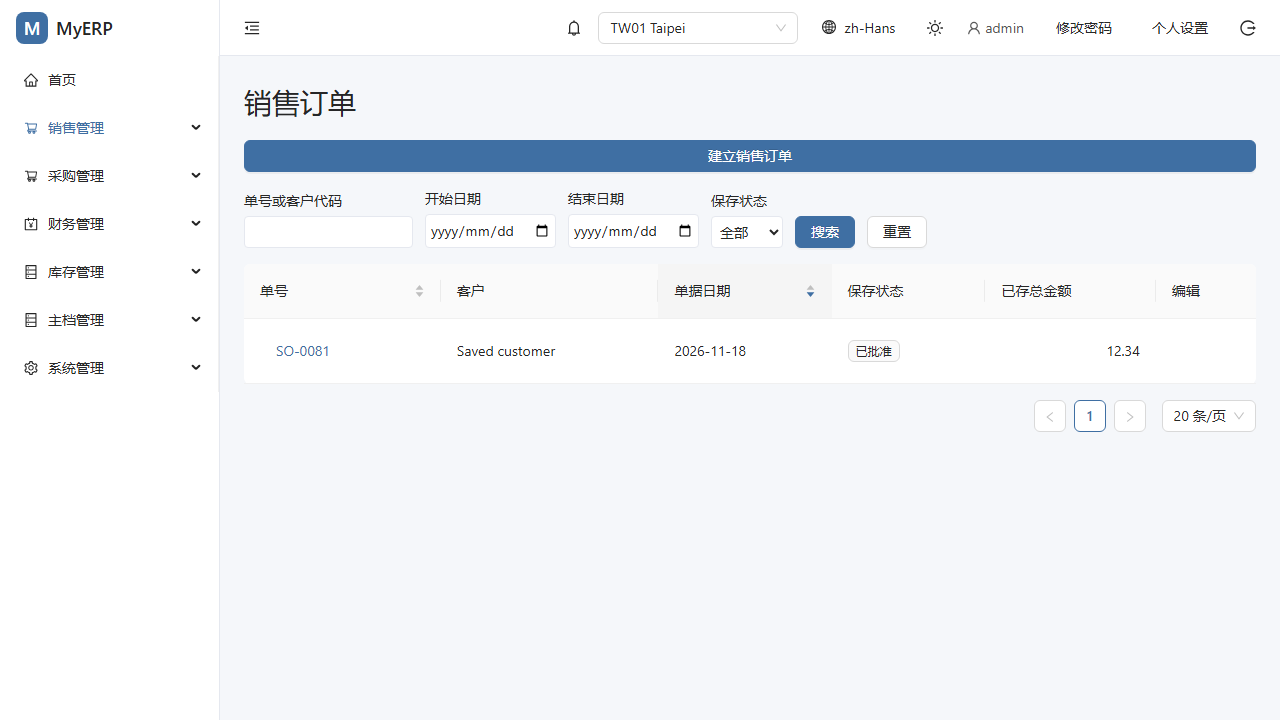 M MyERP
TW01 Taipei
zh-Hans
admin
修改密码
个人设置
首页
销售管理
采购管理
财务管理
库存管理
主档管理
系统管理
销售订单
建立销售订单
单号或客户代码
开始日期
结束日期
保存状态
yyyy/mm/dd
yyyy/mm/dd
全部
搜索
重置
单号 客户 单据日期 保存状态 已存总金额 编辑
SO-0081 Saved customer 2026-11-18 已批准 12.34
1
20 条/页